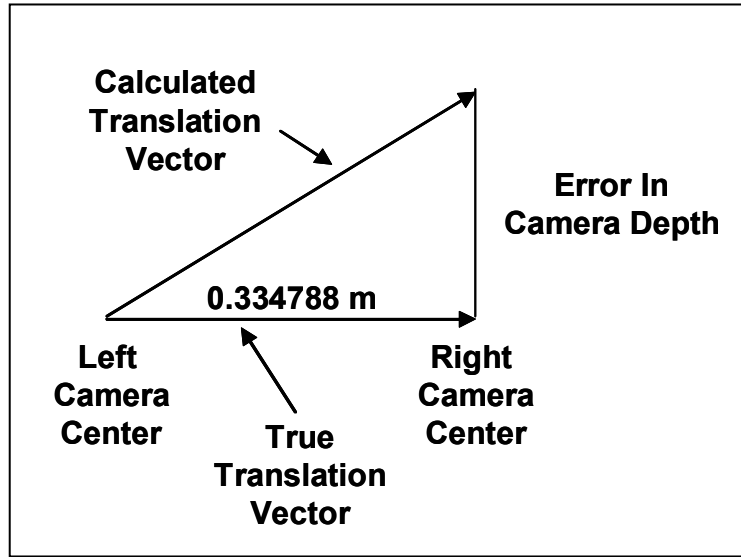 Calculated
Translation
Vector
Error In
Camera Depth
0.334788 m
Left
Camera
Center
Right
Camera
Center
True
Translation
Vector